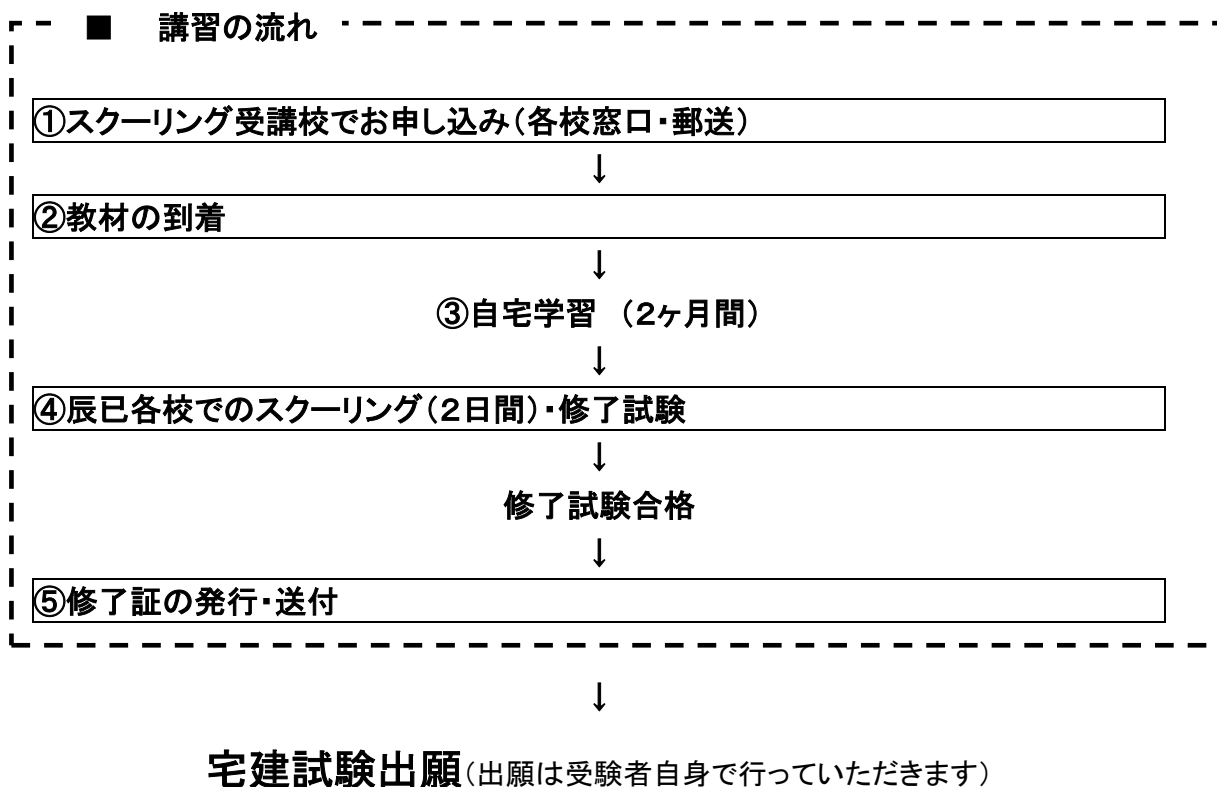 ■ 講習の流れ
①スクーリング受講校でお申し込み(各校窓口・郵送)
↓
②教材の到着
↓
③自宅学習 (2ヶ月間)
↓
④辰已各校でのスクーリング(2日間)・修了試験
↓
修了試験合格
↓
⑤修了証の発行・送付
↓
宅建試験出願(出願は受験者自身で行っていただきます)